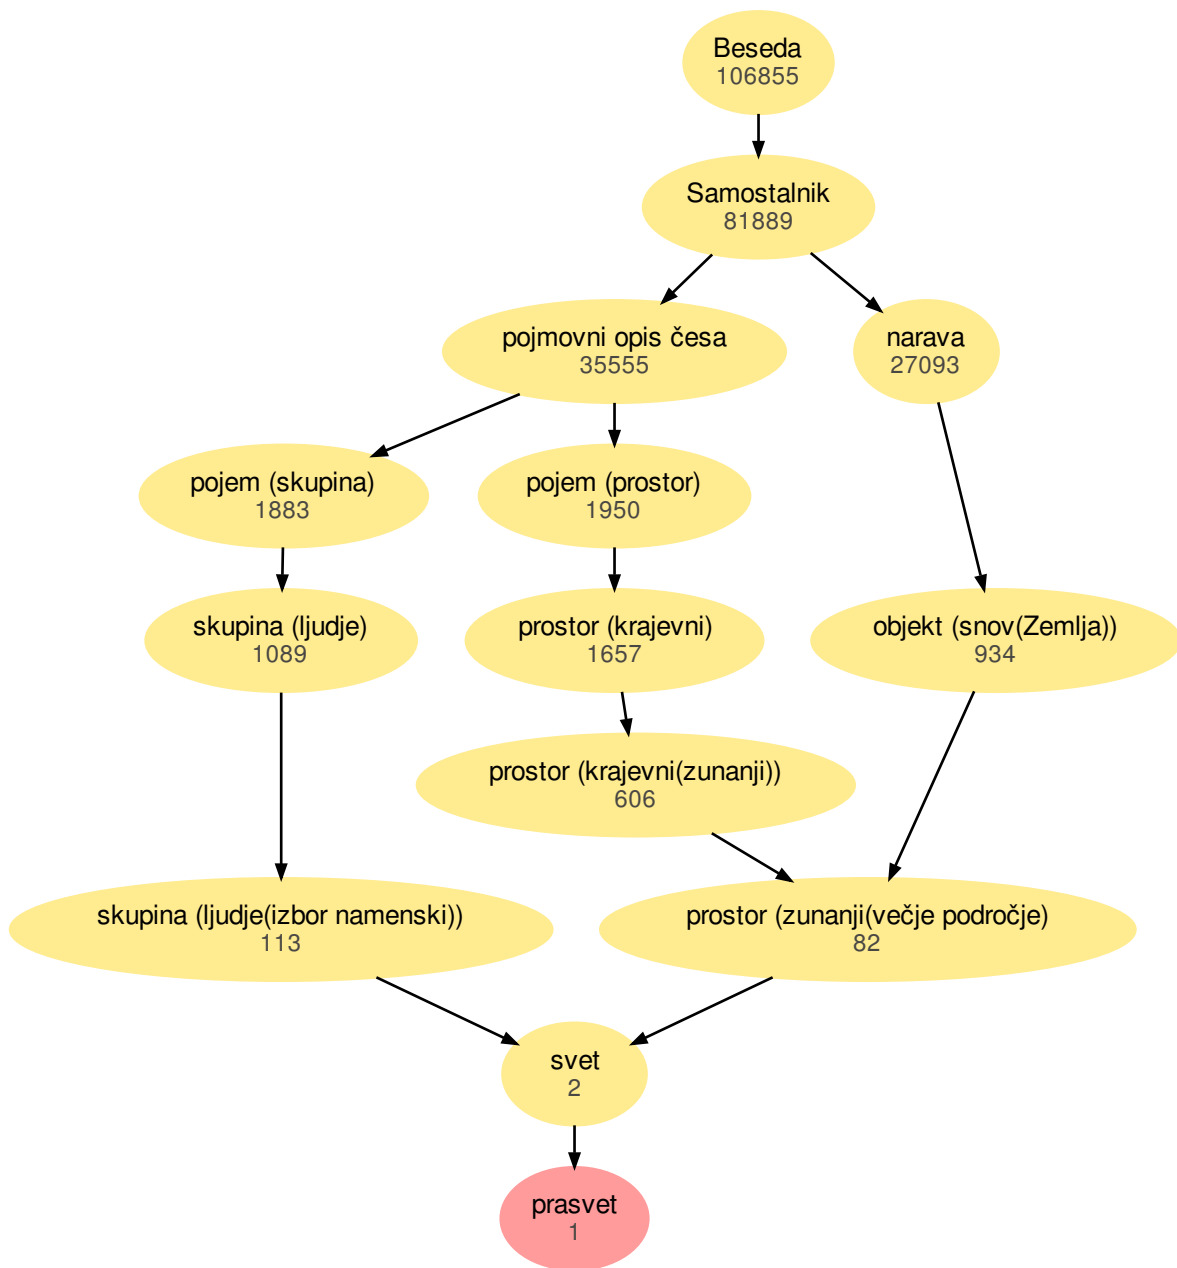 Beseda
106855
Samostalnik
81889
pojmovni opis česa
35555
narava
27093
pojem (skupina)
1883
pojem (prostor)
1950
skupina (ljudje)
1089
prostor (krajevni)
1657
objekt (snov(Zemlja))
934
prostor (krajevni(zunanji))
606
skupina (ljudje(izbor namenski))
113
prostor (zunanji(večje področje)
82
svet
2
prasvet
1